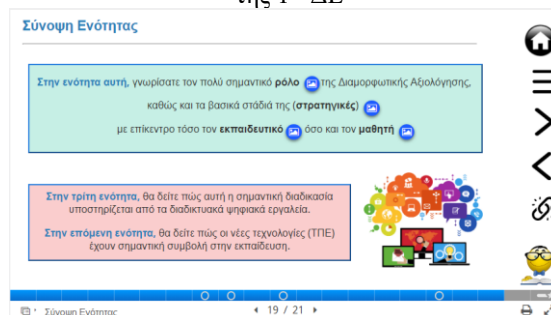 Σύνοψη Ενότητας
Στην ενότητα αυτή, γνωρίσατε τον πολύ σημαντικό ρόλο της Διαμορφωτικής Αξιολόγησης,
καθώς και τα βασικά στάδιά της (στρατηγικές)
με επίκεντρο τόσο τον εκπαιδευτικό όσο και τον μαθητή
Στην τρίτη ενότητα, θα δείτε πώς αυτή η σημαντική διαδικασία
υποστηρίζεται από τα διαδικτυακά ψηφιακά εργαλεία.
Στην επόμενη ενότητα, θα δείτε πώς οι νέες τεχνολογίες (ΤΠΕ)
έχουν σημαντική συμβολή στην εκπαίδευση.
Σύνοψη Ενότητας
19 / 21